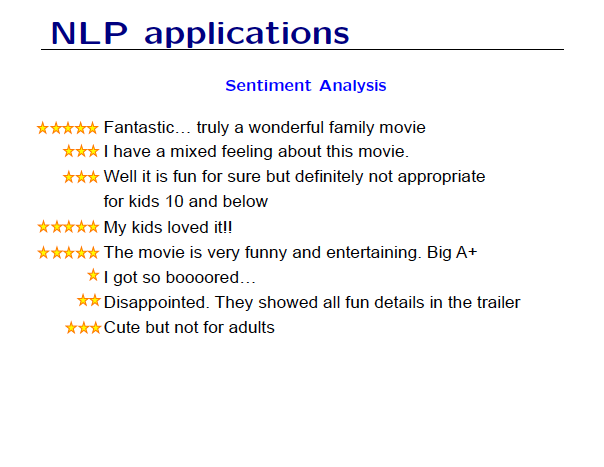 NLP applications
Sentiment Analysis
Fantastic… truly a wonderful family movie
I have a mixed feeling about this movie.
Well it is fun for sure but definitely not appropriate
for kids 10 and below
My kids loved it!!
The movie is very funny and entertaining. Big A+
I got so boooored…
Disappointed. They showed all fun details in the trailer
Cute but not for adults